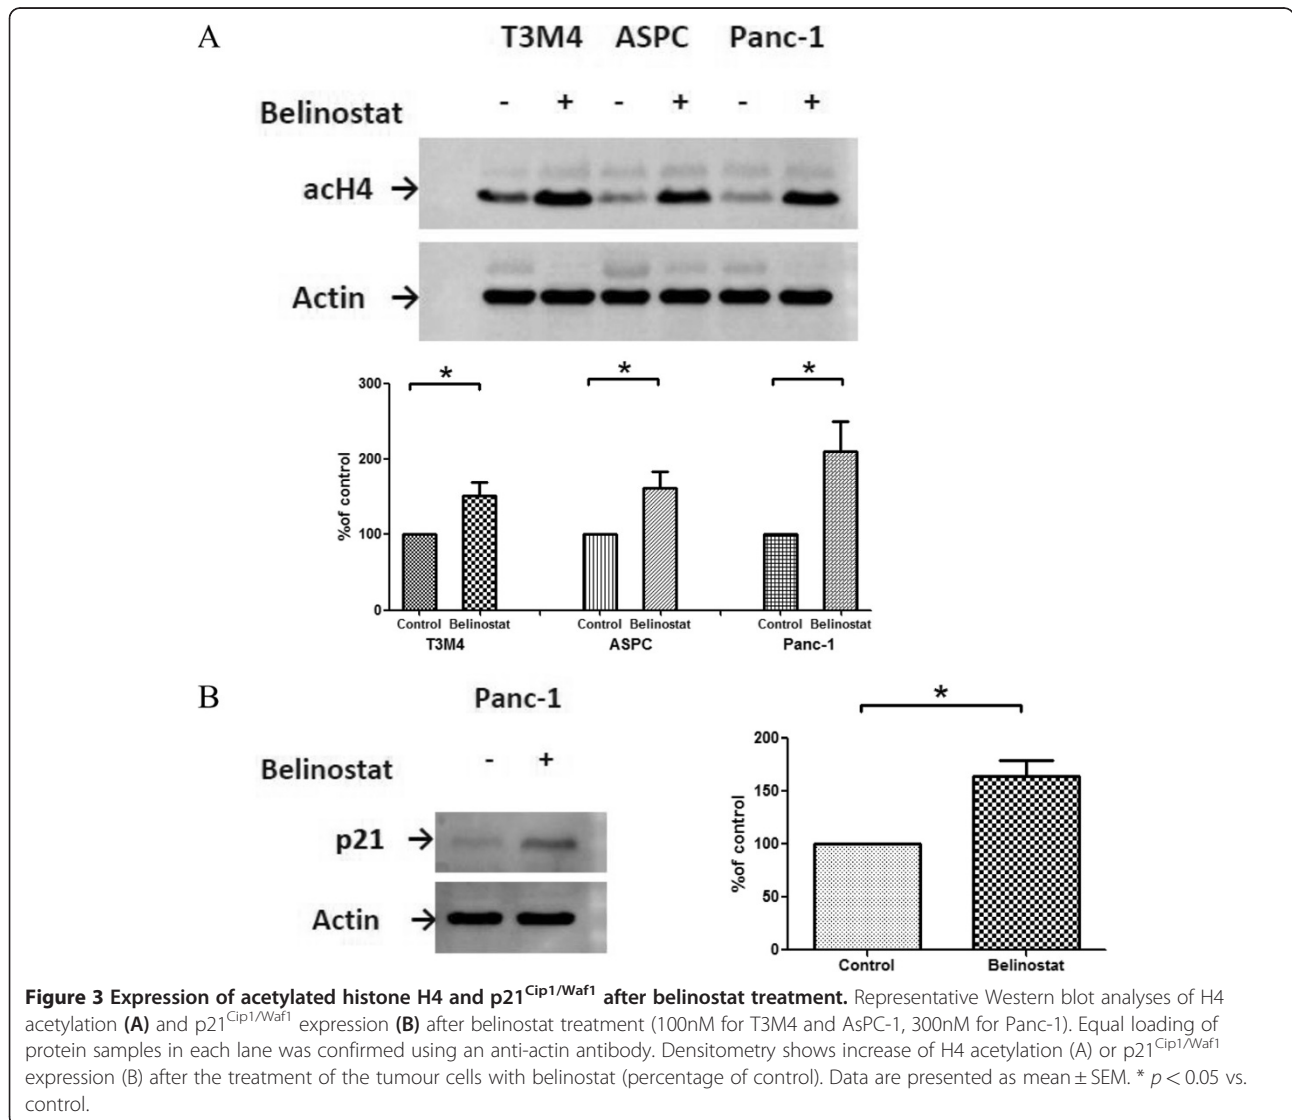 A
T3M4 ASPC Panc-1
Belinostat - + - + - +
acH4 →
Actin →
* * *
300
200
100
0
%of control
Control Belinostat Control Belinostat Control Belinostat
T3M4 ASPC Panc-1
B
Panc-1
Belinostat - +
p21 →
Actin →
*
200
150
100
50
0
%of control
Control Belinostat
Figure 3 Expression of acetylated histone H4 and p21Cip1/Waf1 after belinostat treatment. Representative Western blot analyses of H4
acetylation (A) and p21Cip1/Waf1 expression (B) after belinostat treatment (100nM for T3M4 and AsPC-1, 300nM for Panc-1). Equal loading of
protein samples in each lane was confirmed using an anti-actin antibody. Densitometry shows increase of H4 acetylation (A) or p21Cip1/Waf1
expression (B) after the treatment of the tumour cells with belinostat (percentage of control). Data are presented as mean ± SEM. * p < 0.05 vs.
control.